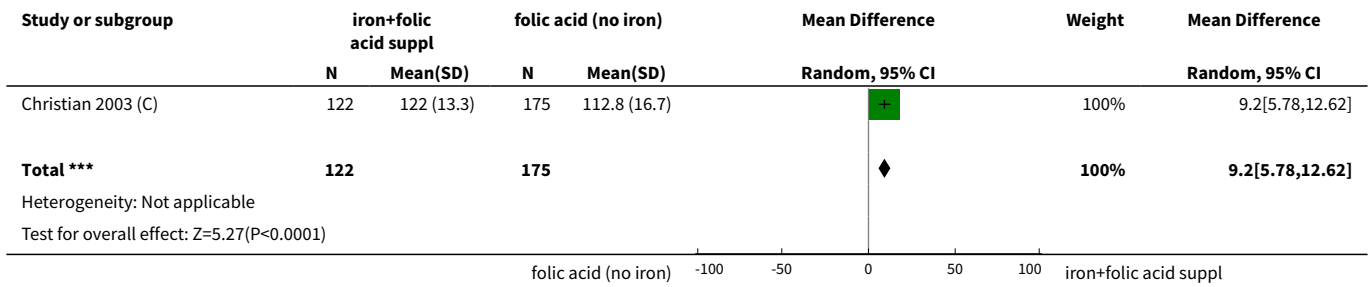 Study or subgroup iron+folic acid suppl folic acid (no iron) Mean Difference Weight Mean Difference
N Mean(SD) N Mean(SD) Random, 95% CI Random, 95% CI
Christian 2003 (C) 122 122 (13.3) 175 112.8 (16.7) 100% 9.2[5.78,12.62]
Total *** 122 175 100% 9.2[5.78,12.62]
Heterogeneity: Not applicable
Test for overall effect: Z=5.27(P<0.0001)
folic acid (no iron) -100 -50 0 50 100 iron+folic acid suppl